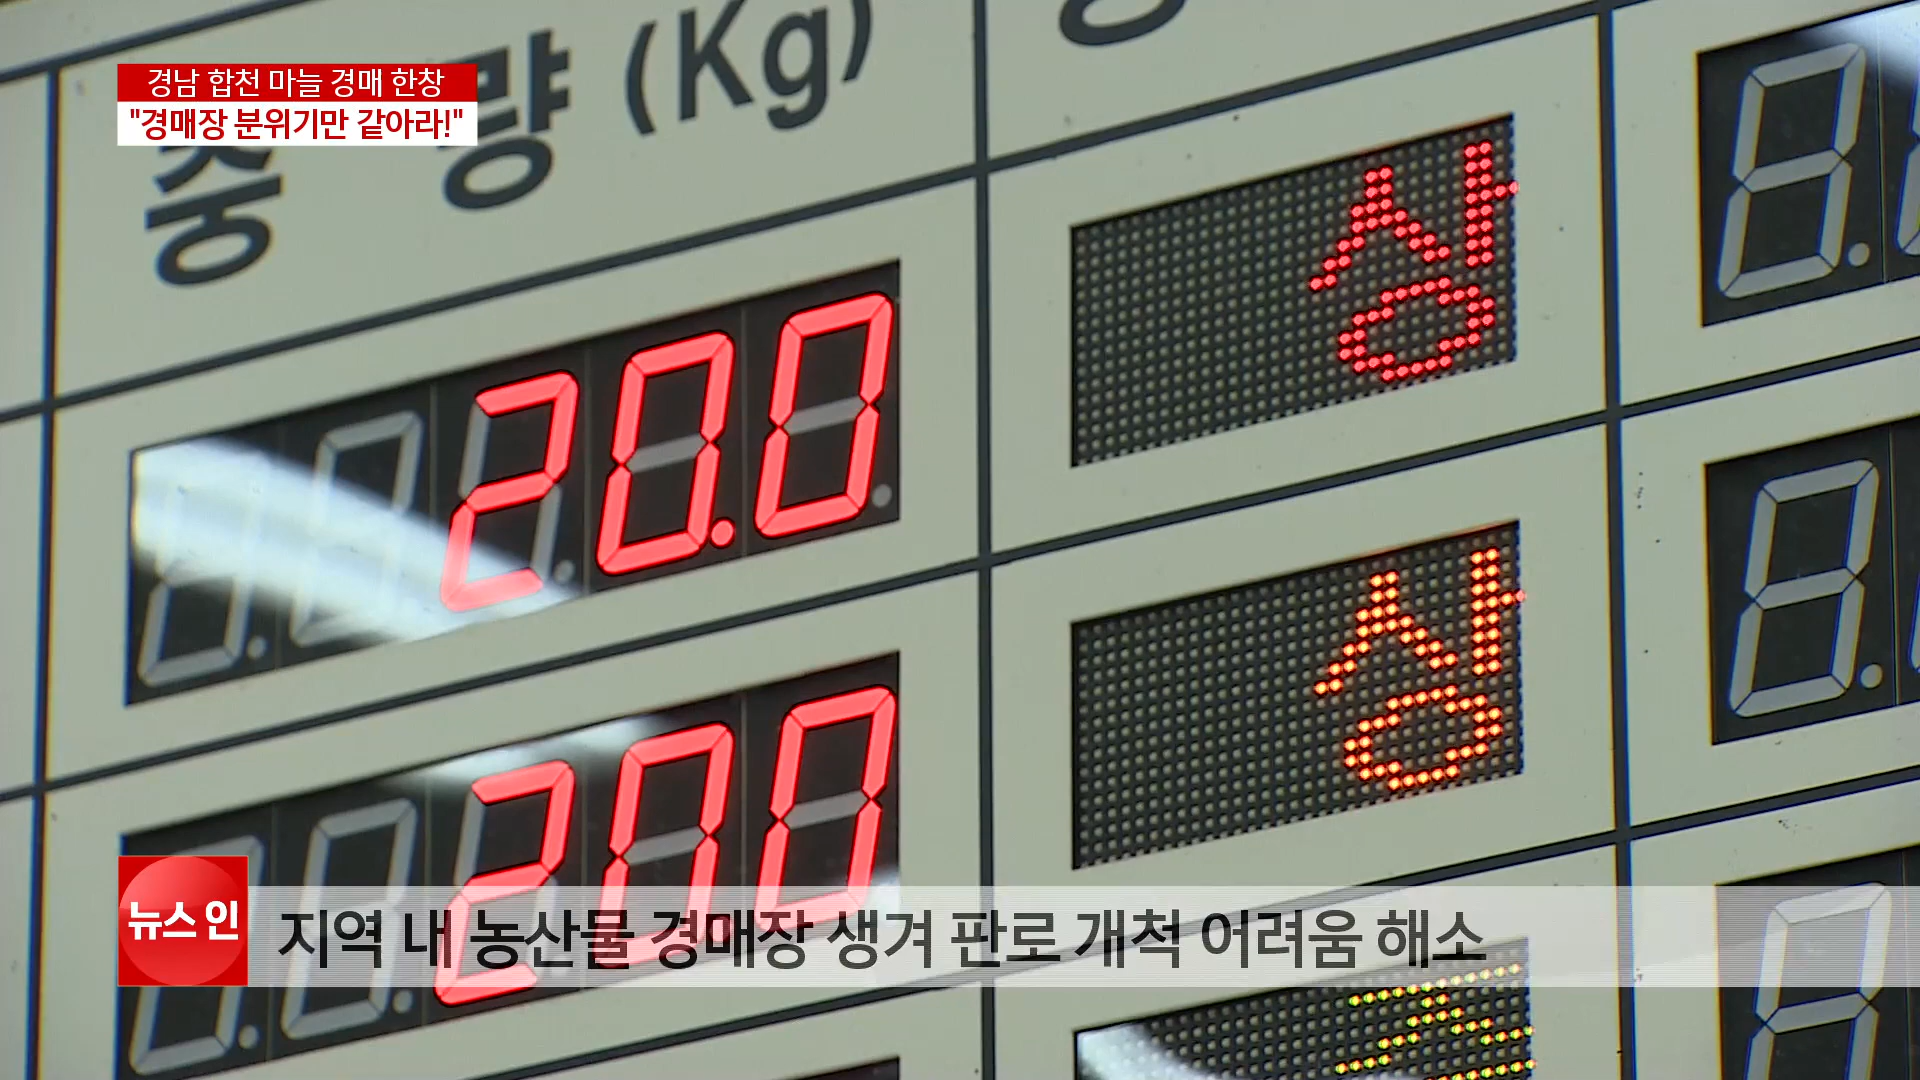 경남 합천 마늘 경매 한창
"경매장 분위기만 같아라!"
중 량 (Kg)
20.0 상
200 상
뉴스인
지역 내 농산물 경매장 생겨 판로 개척 어려움 해소